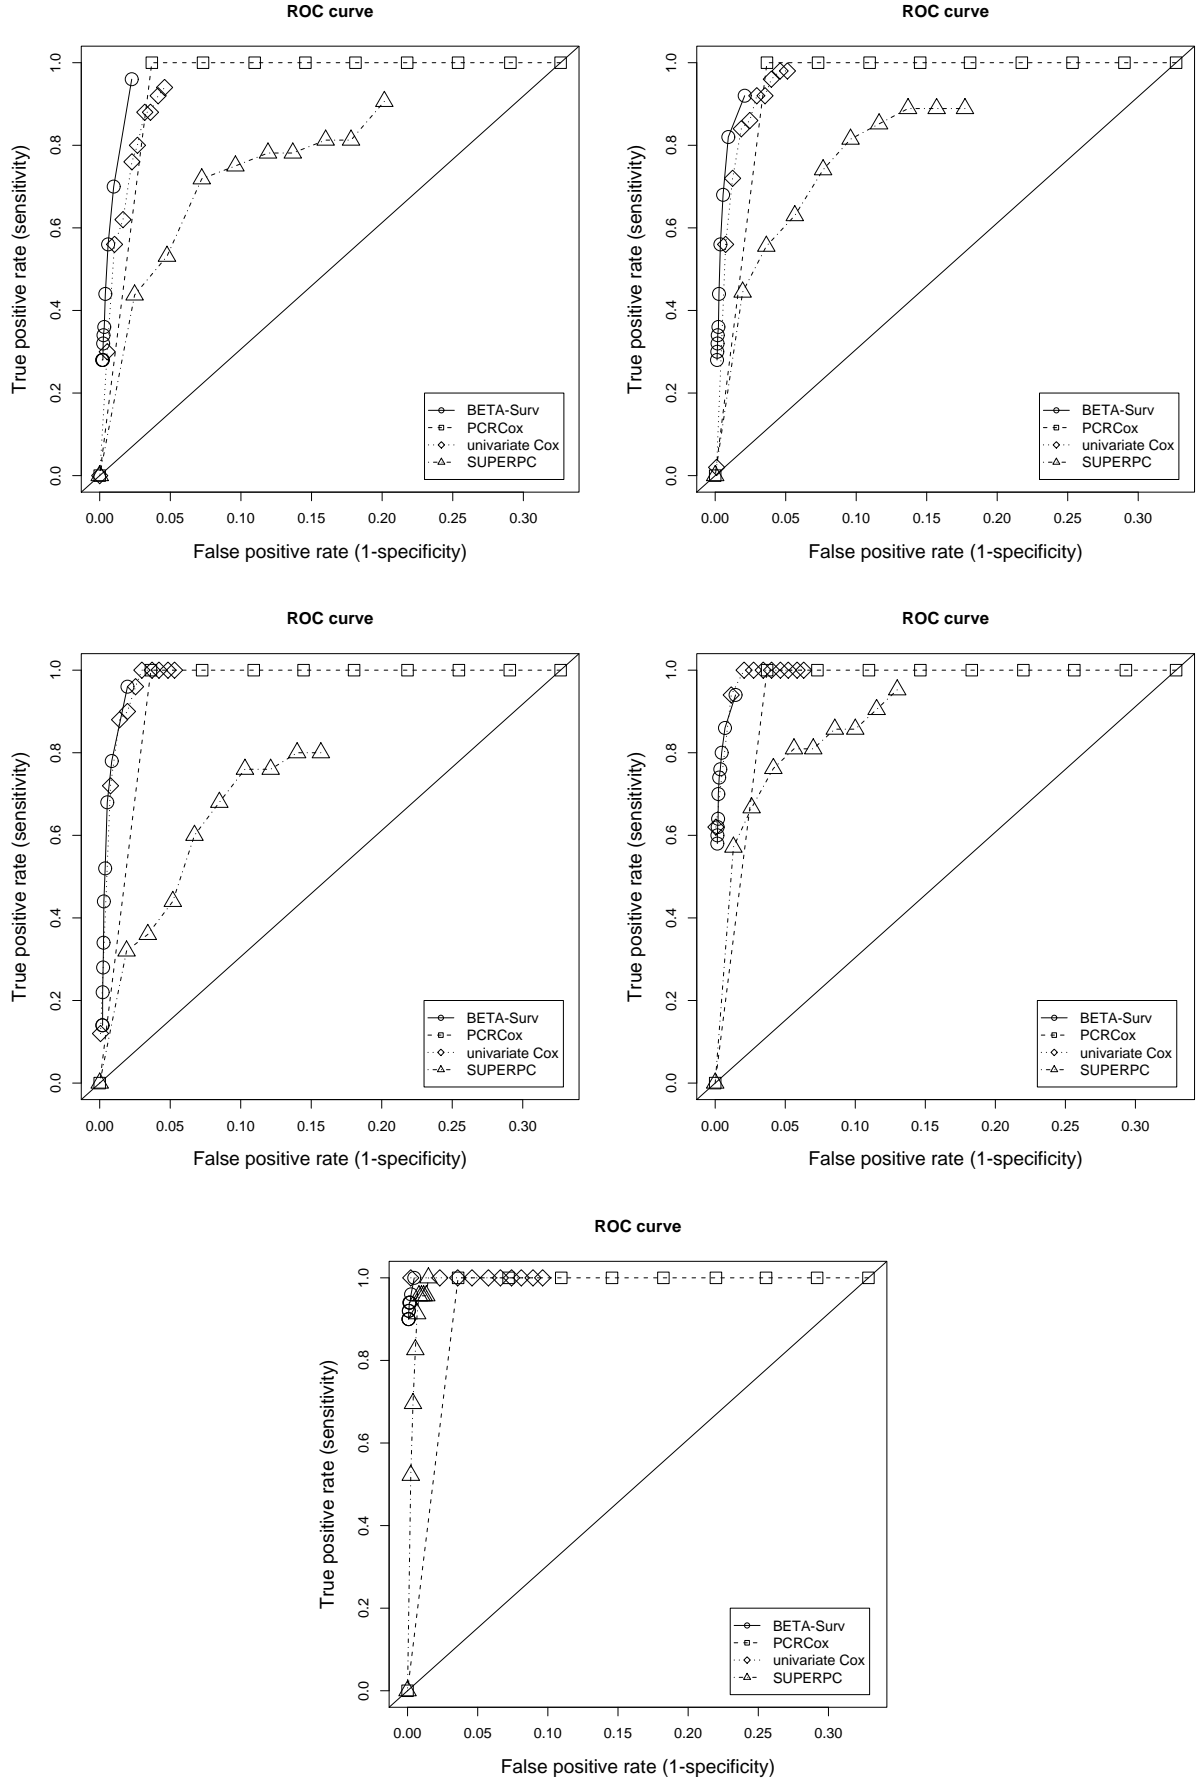 ROC curve
True positive rate (sensitivity)
1.0
0.8
0.6
0.4
0.2
0.0
BETA-Surv
PCRCox
univariate Cox
SUPERPC
0.00 0.05 0.10 0.15 0.20 0.25 0.30
False positive rate (1-specificity)
ROC curve
True positive rate (sensitivity)
1.0
0.8
0.6
0.4
0.2
0.0
BETA-Surv
PCRCox
univariate Cox
SUPERPC
0.00 0.05 0.10 0.15 0.20 0.25 0.30
False positive rate (1-specificity)
ROC curve
True positive rate (sensitivity)
1.0
0.8
0.6
0.4
0.2
0.0
BETA-Surv
PCRCox
univariate Cox
SUPERPC
0.00 0.05 0.10 0.15 0.20 0.25 0.30
False positive rate (1-specificity)
ROC curve
True positive rate (sensitivity)
1.0
0.8
0.6
0.4
0.2
0.0
BETA-Surv
PCRCox
univariate Cox
SUPERPC
0.00 0.05 0.10 0.15 0.20 0.25 0.30
False positive rate (1-specificity)
ROC curve
True positive rate (sensitivity)
1.0
0.8
0.6
0.4
0.2
0.0
BETA-Surv
PCRCox
univariate Cox
SUPERPC
0.00 0.05 0.10 0.15 0.20 0.25 0.30
False positive rate (1-specificity)